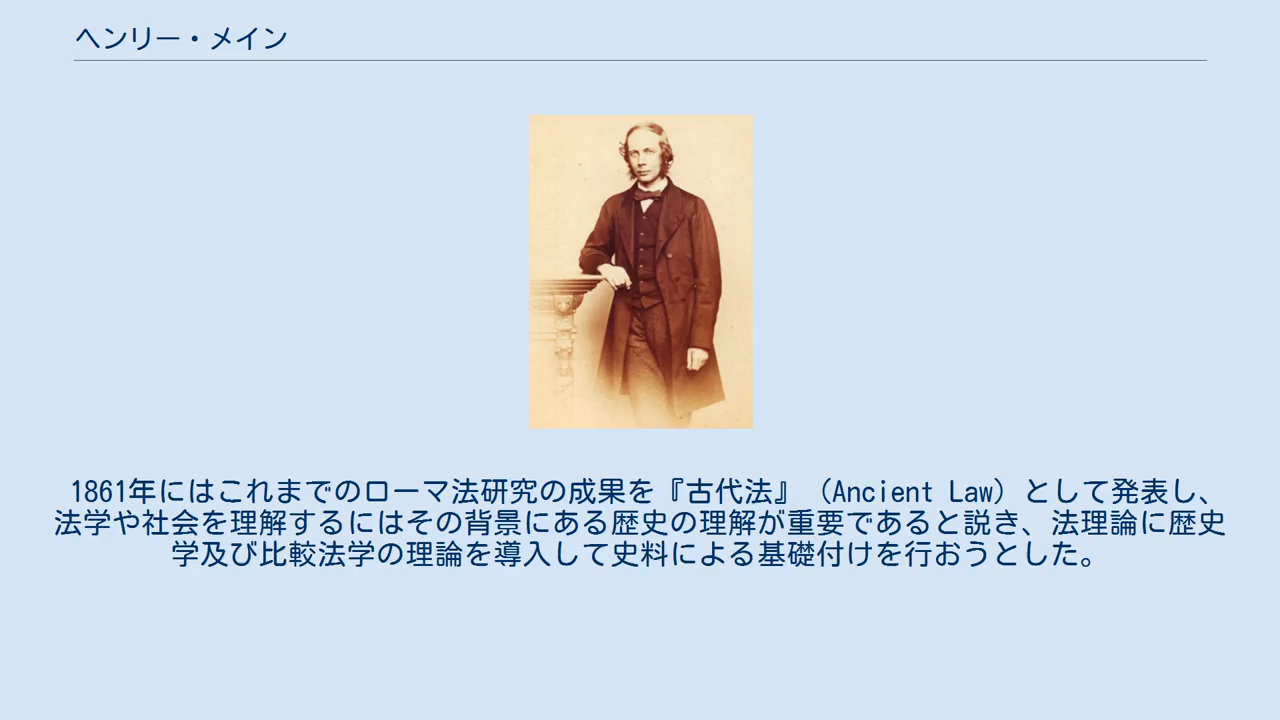 ヘンリー・メイン
1861年にはこれまでのローマ法研究の成果を『古代法』（Ancient Law）として発表し、
法学や社会を理解するにはその背景にある歴史の理解が重要であると説き、法理論に歴史
学及び比較法学の理論を導入して史料による基礎付けを行おうとした。